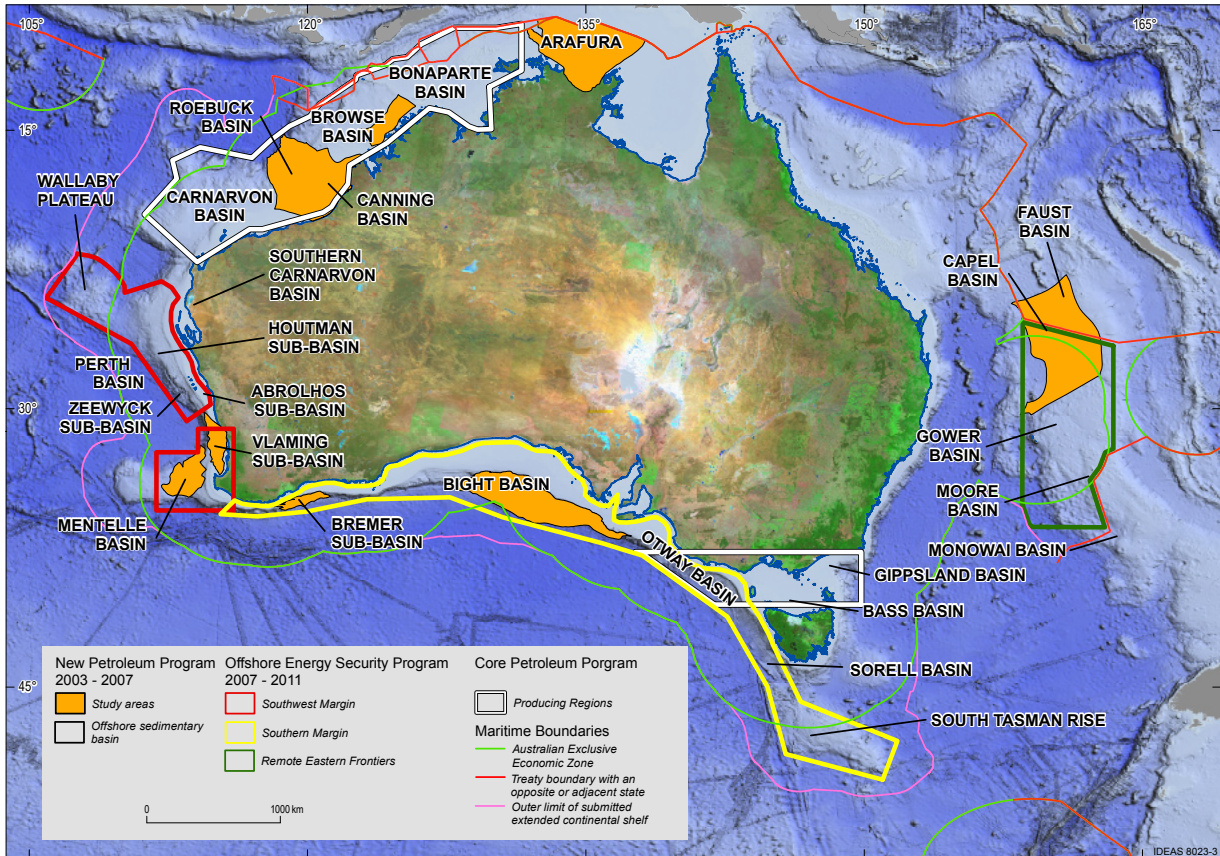 105°
120°
135°
150°
165°
ARAFURA
BONAPARTE
BASIN
ROEBUCK
BASIN
BROWSE
BASIN
15°
15°
WALLABY
PLATEAU
CARNARVON
BASIN
CANNING
BASIN
FAUST
BASIN
CAPEL
BASIN
SOUTHERN
CARNARVON
BASIN
HOUTMAN
SUB-BASIN
PERTH
BASIN
ABROLHOS
SUB-BASIN
ZEEWYCK
SUB-BASIN
30°
30°
VLAMING
SUB-BASIN
GOWER
BASIN
BIGHT BASIN
MOORE
BASIN
MENTELLE
BASIN
BREMER
SUB-BASIN
OTWAY BASIN
MONOWAI BASIN
GIPPSLAND BASIN
BASS BASIN
SORELL BASIN
45°
45°
SOUTH TASMAN RISE
New Petroleum Program
2003 - 2007
Study areas
Offshore sedimentary
basin
Offshore Energy Security Program
2007 - 2011
Southwest Margin
Southern Margin
Remote Eastern Frontiers
Core Petroleum Porgram
Producing Regions
Maritime Boundaries
Australian Exclusive
Economic Zone
Treaty boundary with an
opposite or adjacent state
Outer limit of submitted
extended continental shelf
0
1000 km
IDEAS 8023-3